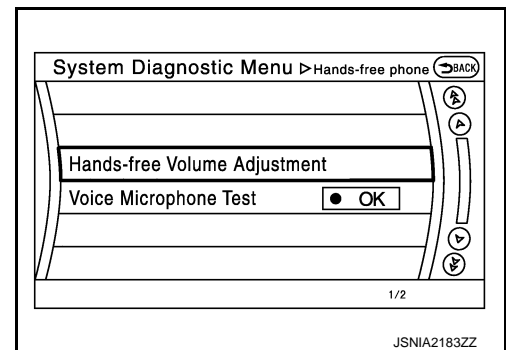 System Diagnostic Menu ▷Hands-free phone BACK
Hands-free Volume Adjustment
Voice Microphone Test ● OK
1/2
JSNIA2183ZZ